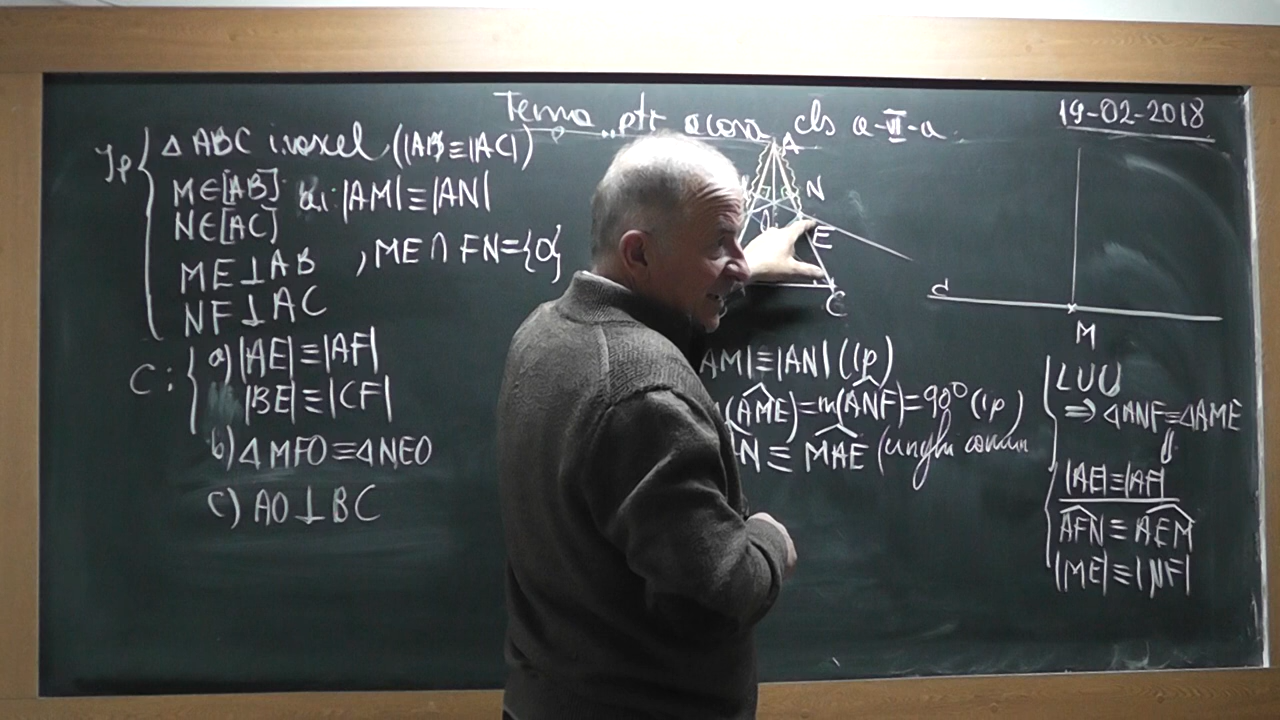 Tema ptr acasă cls a-VI-a
19-02-2018
Ip
△ ABC isoscel (|AB|≡|AC|)
M∈[AB] aî |AM|≡|AN|
N∈[AC]
ME⊥AB , ME ∩ FN={O}
NF⊥AC
C: a) |AE|≡|AF|
|BE|≡|CF|
b) △ MFO ≡ △ NEO
c) AO⊥BC
A
N
E
C
d
M
AM|≡|AN| (ip)
(AME)=m(ANF)=90° (ip)
N ≡ MAE (unghi comun
LUU
⇒ △ANF≡△AME
⇓
|AE|≡|AF|
AFN ≡ AEM
|ME|≡|NF|